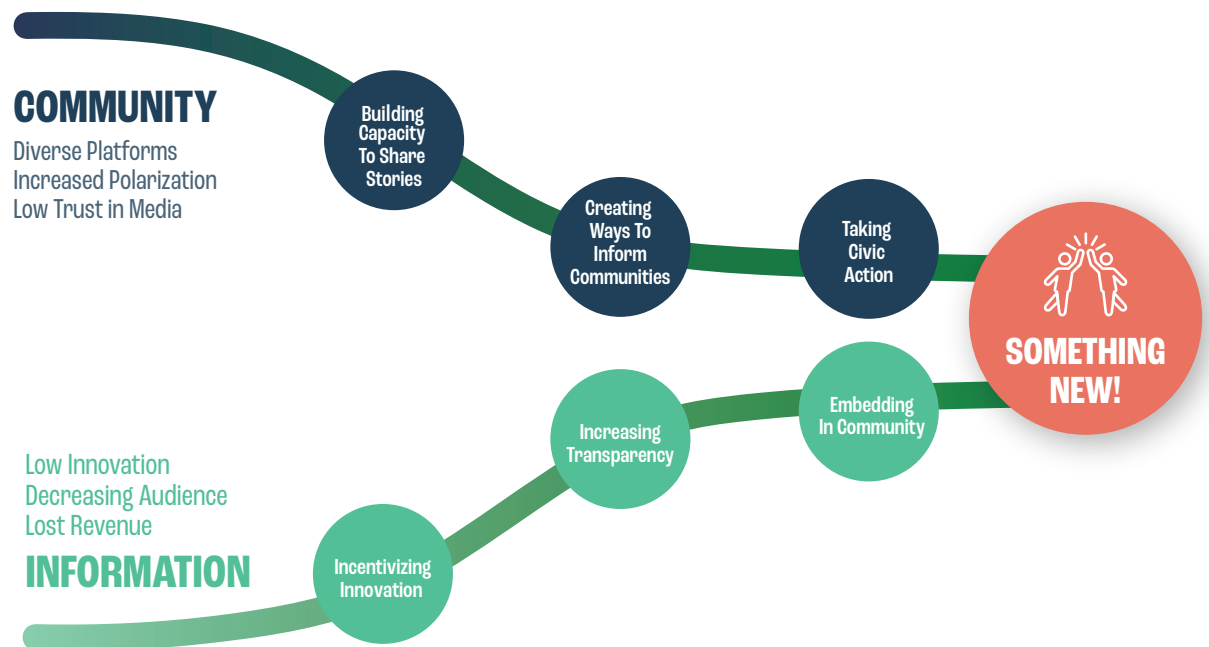 COMMUNITY
Diverse Platforms
Increased Polarization
Low Trust in Media
Building
Capacity
To Share
Stories
Creating
Ways To
Inform
Communities
Taking
Civic
Action
SOMETHING
NEW!
Low Innovation
Decreasing Audience
Lost Revenue
INFORMATION
Incentivizing
Innovation
Increasing
Transparency
Embedding
In Community